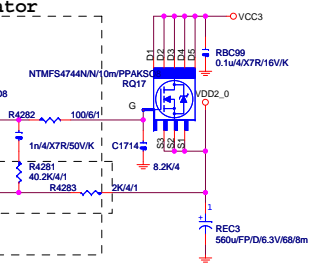 ntor
VCC3
D1
D2
D3
D4
D5
RBC99
0.1u/4/X7R/16V/K
NTMFS4744N/N/10m/PPAKSO
RQ17
VDD2_0
08
R4282
100/6/1
G
1n/4/X7R/50V/K
C1714
S3
S2
S1
8.2K/4
R4281
40.2K/4/1
R4283
2K/4/1
1
+
REC3
560u/FP/D/6.3V/68/8m